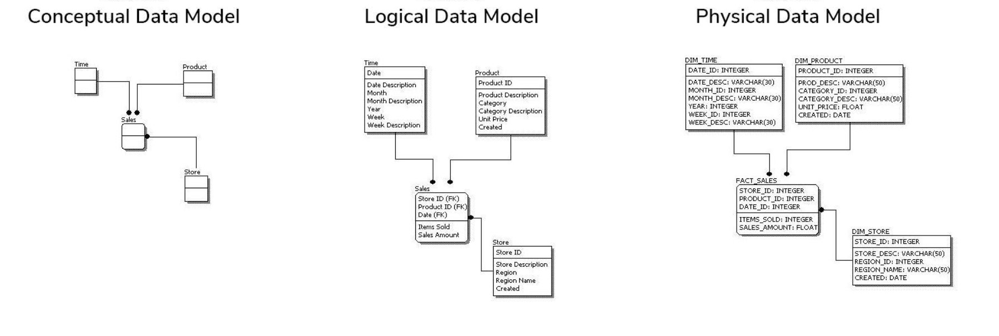 Conceptual Data Model
Time
Product
Sales
Store
Logical Data Model
Time
Date
Date Description
Month
Month Description
Year
Week
Week Description
Product
Product ID
Product Description
Category
Category Description
Unit Price
Created
Sales
Store ID (FK)
Product ID (FK)
Date (FK)
Items Sold
Sales Amount
Store
Store ID
Store Description
Region
Region Name
Created
Physical Data Model
DIM_TIME
DATE_ID: INTEGER
DATE_DESC: VARCHAR(30)
MONTH_ID: INTEGER
MONTH_DESC: VARCHAR(30)
YEAR: INTEGER
WEEK_ID: INTEGER
WEEK_DESC: VARCHAR(30)
DIM_PRODUCT
PRODUCT_ID: INTEGER
PROD_DESC: VARCHAR(50)
CATEGORY_ID: INTEGER
CATEGORY_DESC: VARCHAR(50)
UNIT_PRICE: FLOAT
CREATED: DATE
FACT_SALES
STORE_ID: INTEGER
PRODUCT_ID: INTEGER
DATE_ID: INTEGER
ITEMS_SOLD: INTEGER
SALES_AMOUNT: FLOAT
DIM_STORE
STORE_ID: INTEGER
STORE_DESC: VARCHAR(50)
REGION_ID: INTEGER
REGION_NAME: VARCHAR(50)
CREATED: DATE